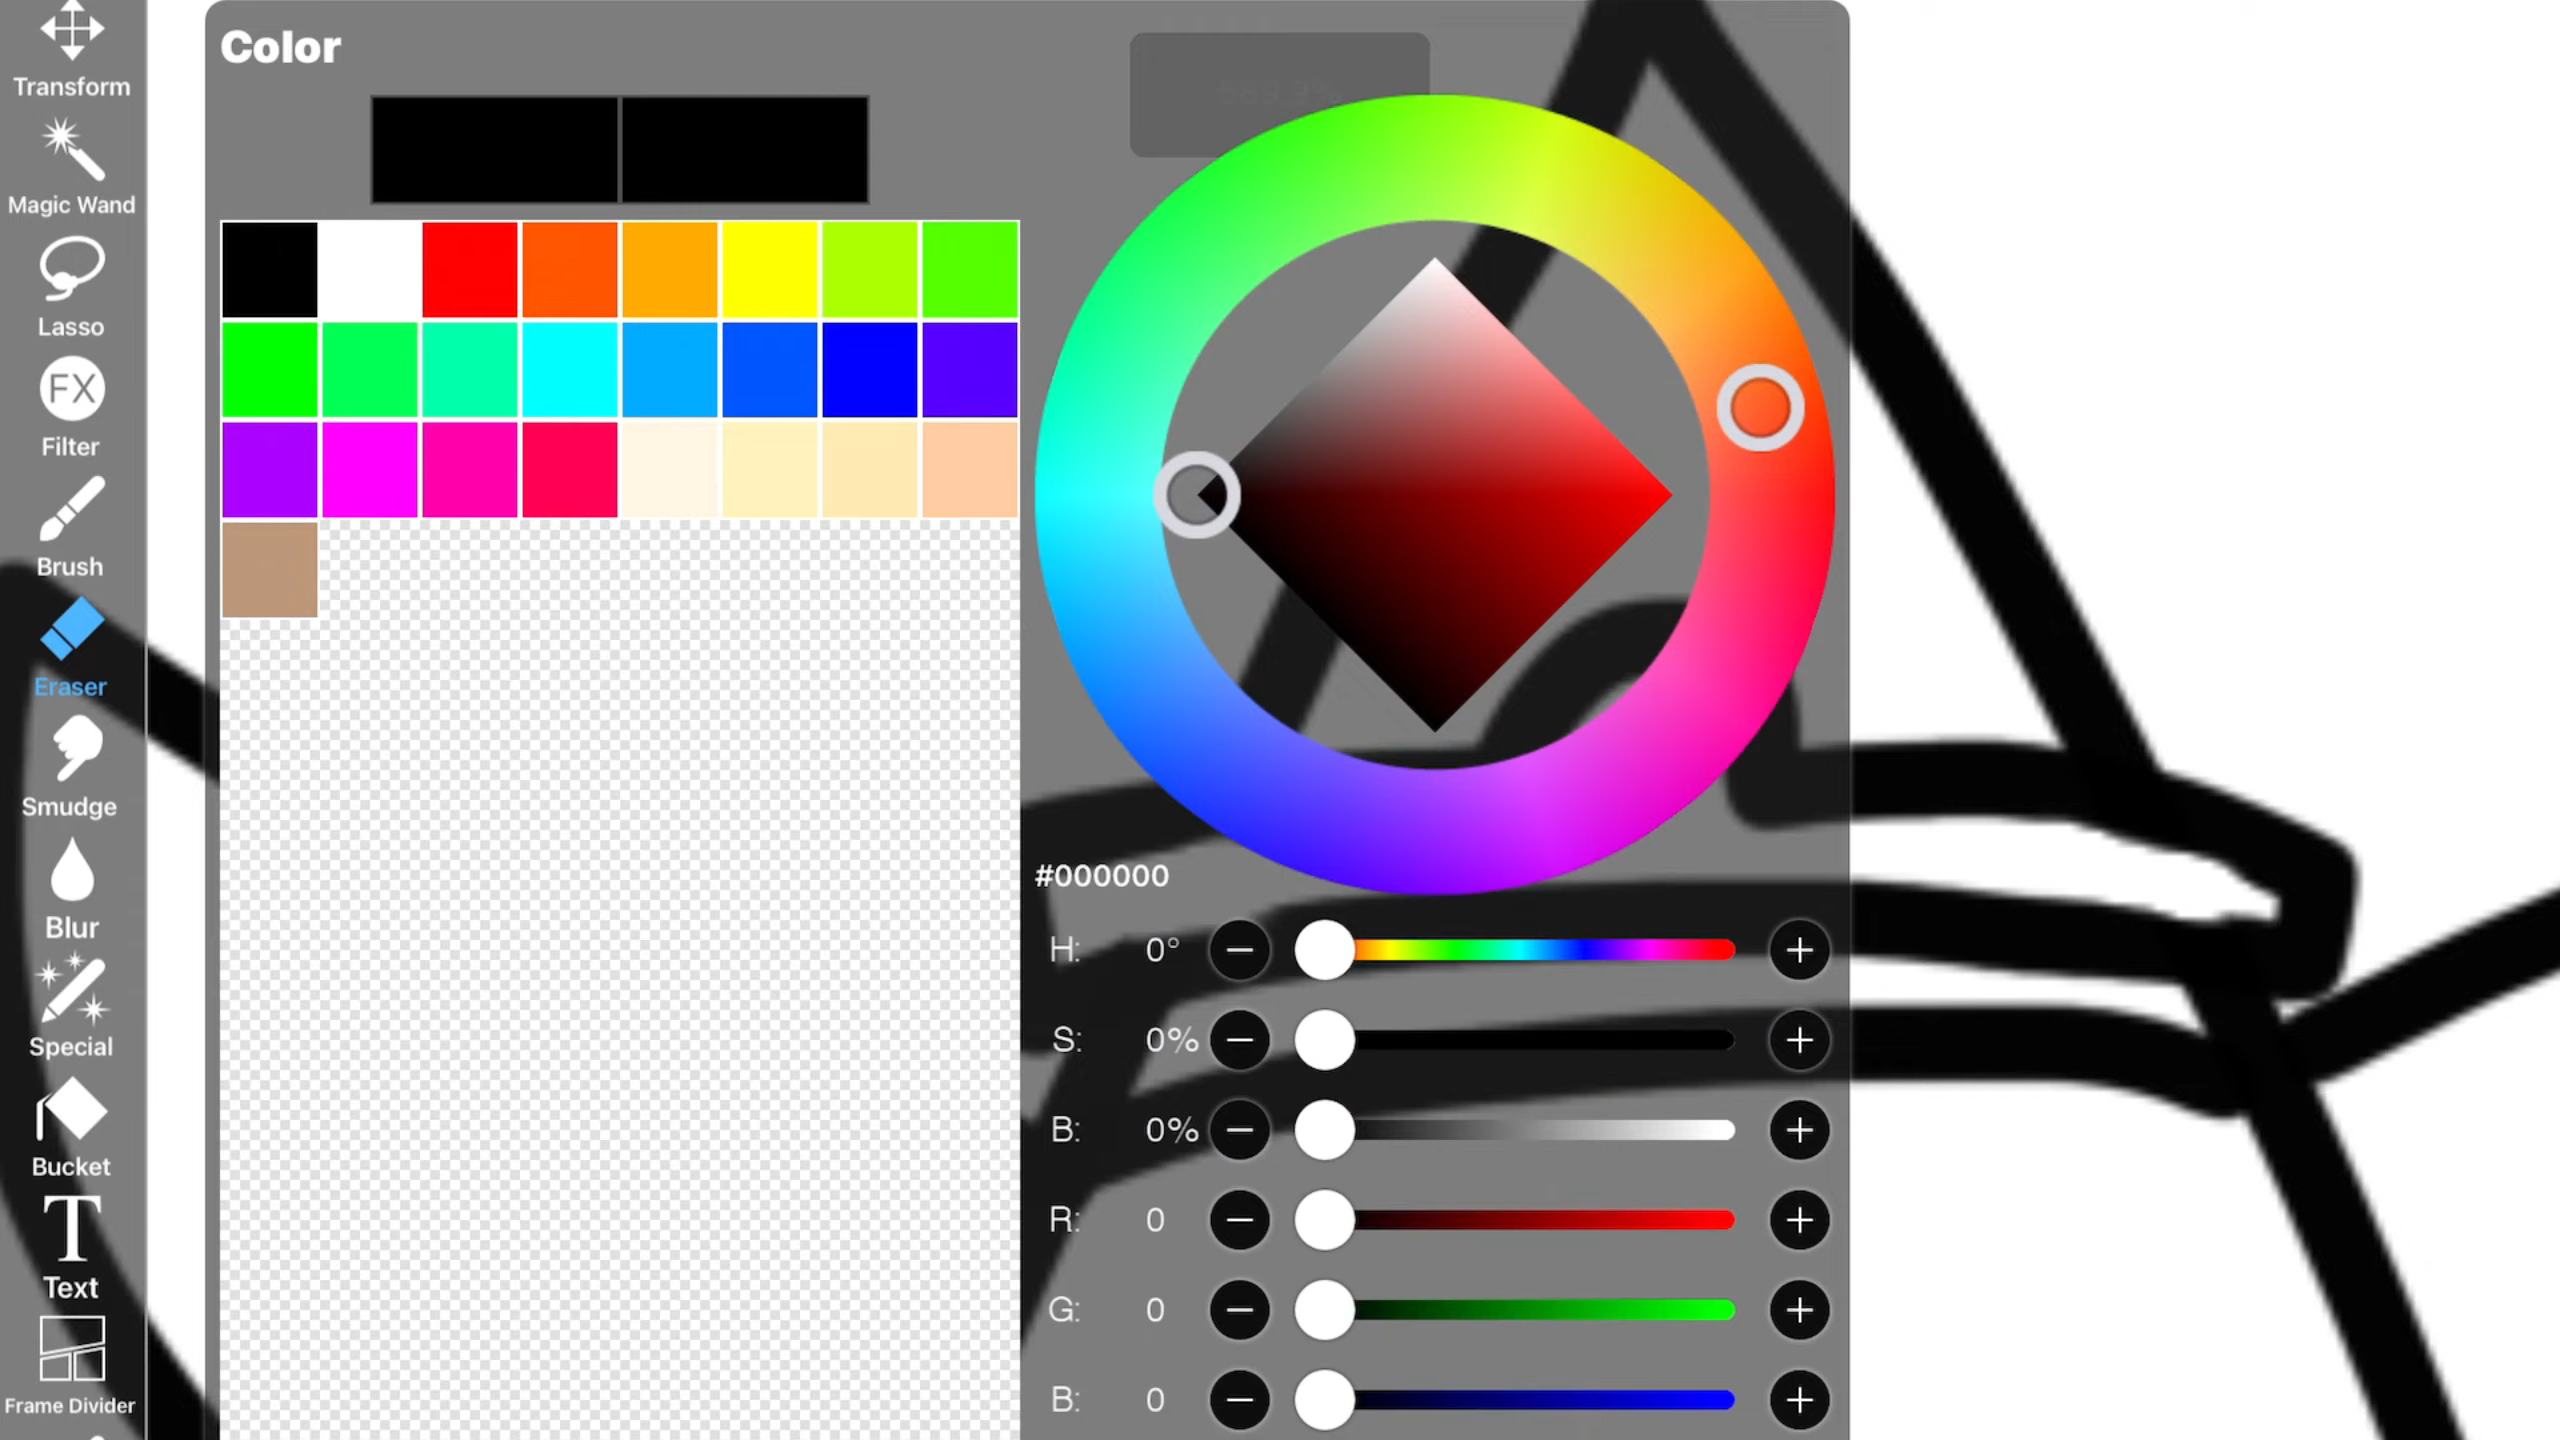 Transform
Magic Wand
Lasso
FX
Filter
Brush
Eraser
Smudge
Blur
Special
Bucket
T
Text
Frame Divider
Color
#000000
H: 0°
S: 0%
B: 0%
R: 0
G: 0
B: 0